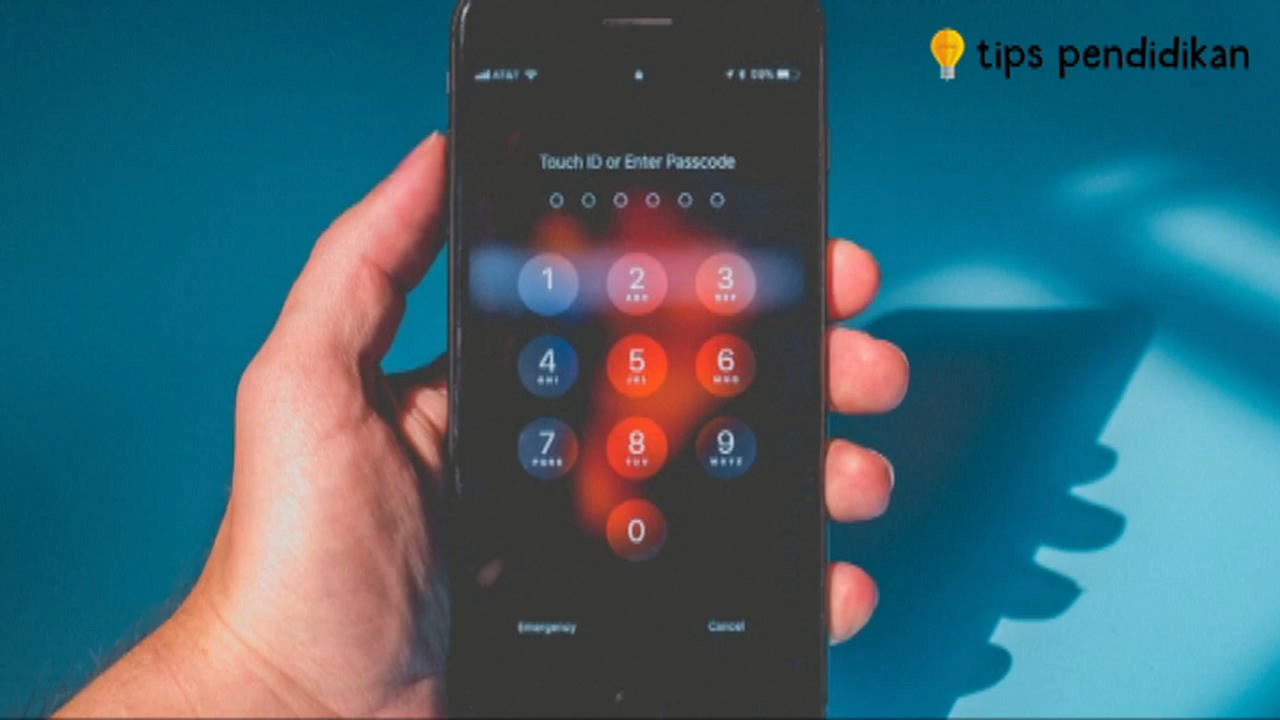 tips pendidikan
AT&T
Touch ID or Enter Passcode
1 2 3
ABC DEF
4 5 6
GHI JKL MNO
7 8 9
PQRS TUV WXYZ
0
Emergency Cancel